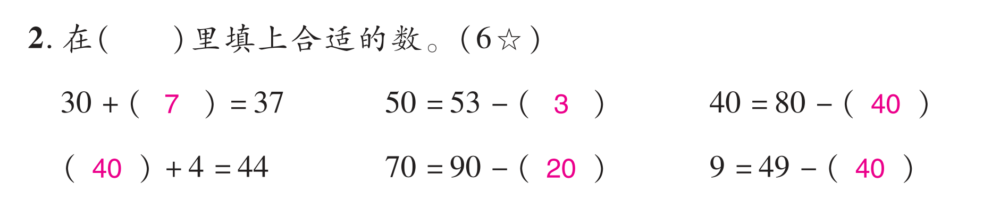 2. 在(    )里填上合适的数。(6☆)
30 + ( 7 ) = 37    50 = 53 − ( 3 )    40 = 80 − ( 40 )
( 40 ) + 4 = 44    70 = 90 − ( 20 )    9 = 49 − ( 40 )